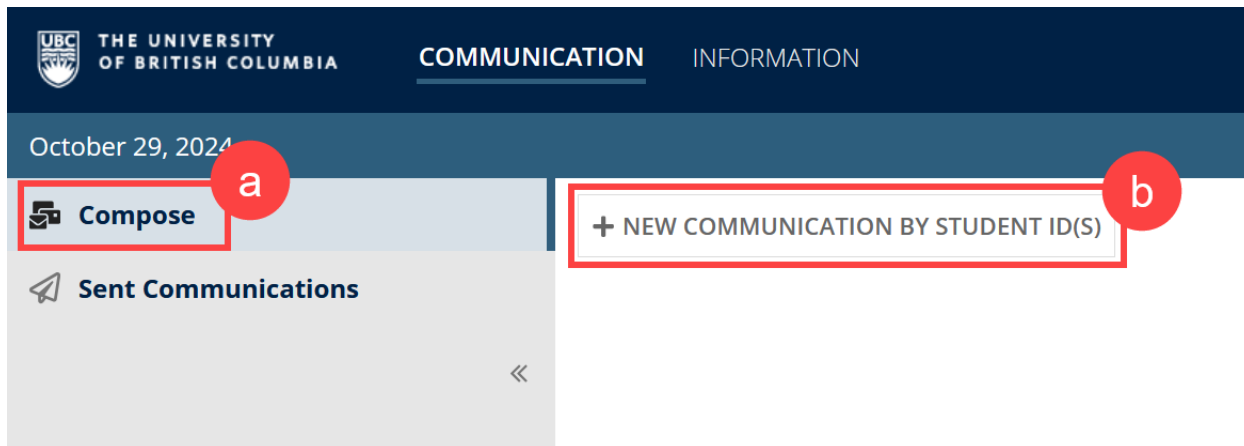 UBC
THE UNIVERSITY
OF BRITISH COLUMBIA
COMMUNICATION
INFORMATION
October 29, 2024
a
Compose
b
+ NEW COMMUNICATION BY STUDENT ID(S)
Sent Communications
«